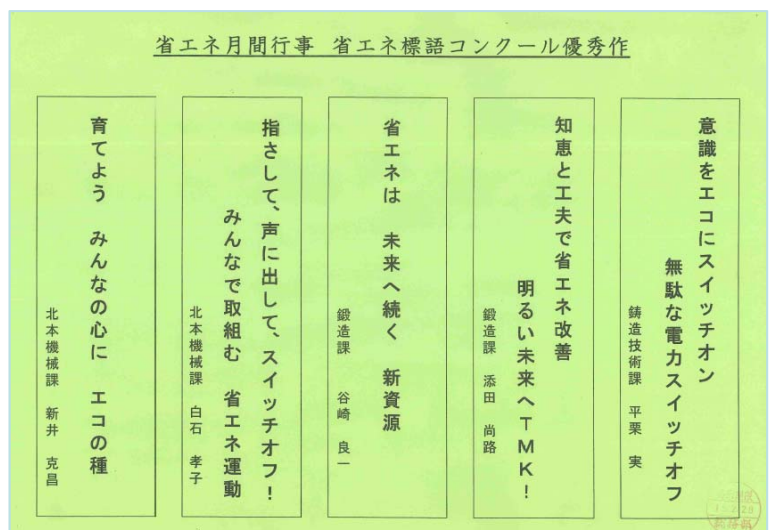 省エネ月間行事 省エネ標語コンクール優秀作
意識をエコにスイッチオン
無駄な電力スイッチオフ
鋳造技術課 平栗 実
知恵と工夫で省エネ改善
明るい未来へTMK!
鍛造課 添田 尚路
省エネは 未来へ続く 新資源
鍛造課 谷崎 良一
指さして、声に出して、スイッチオフ!
みんなで取組む 省エネ運動
北本機械課 白石 孝子
育てよう みんなの心に エコの種
北本機械課 新井 克昌